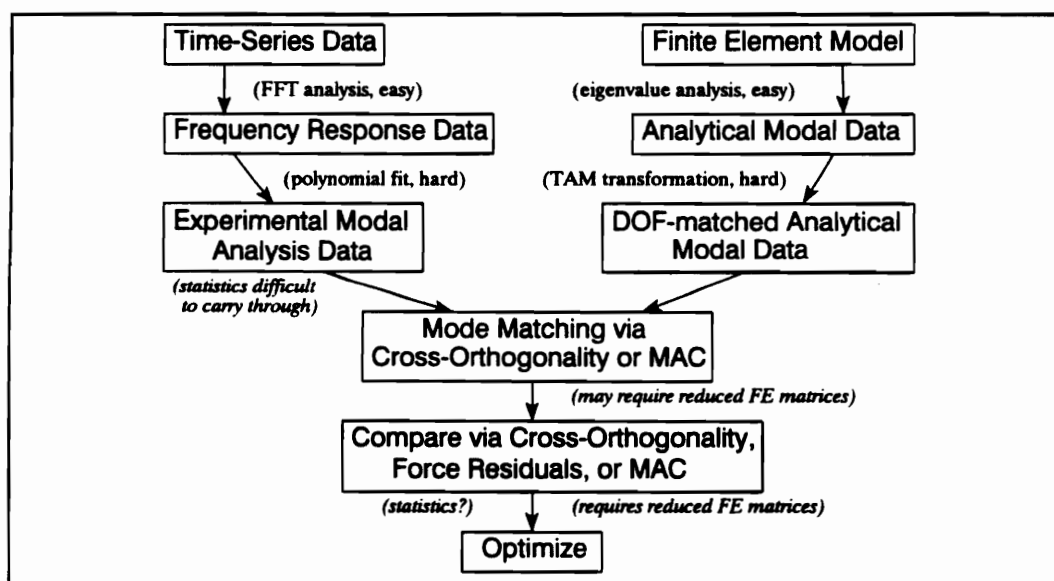 Time-Series Data
Finite Element Model
(FFT analysis, easy)
(eigenvalue analysis, easy)
Frequency Response Data
Analytical Modal Data
(polynomial fit, hard)
(TAM transformation, hard)
Experimental Modal
Analysis Data
DOF-matched Analytical
Modal Data
(statistics difficult
to carry through)
Mode Matching via
Cross-Orthogonality or MAC
(may require reduced FE matrices)
Compare via Cross-Orthogonality,
Force Residuals, or MAC
(statistics?)
(requires reduced FE matrices)
Optimize